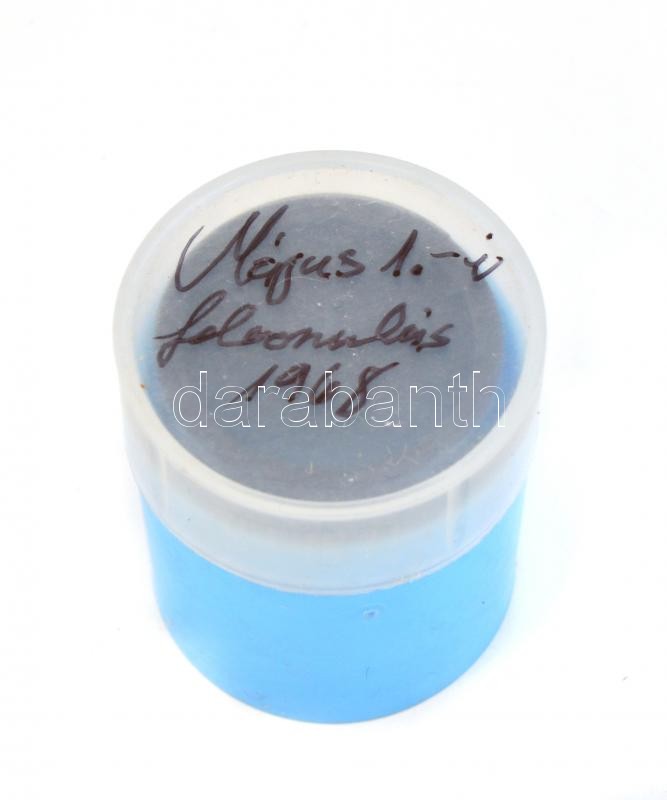 Május 1.-i
felvonulás
1968
darabanth